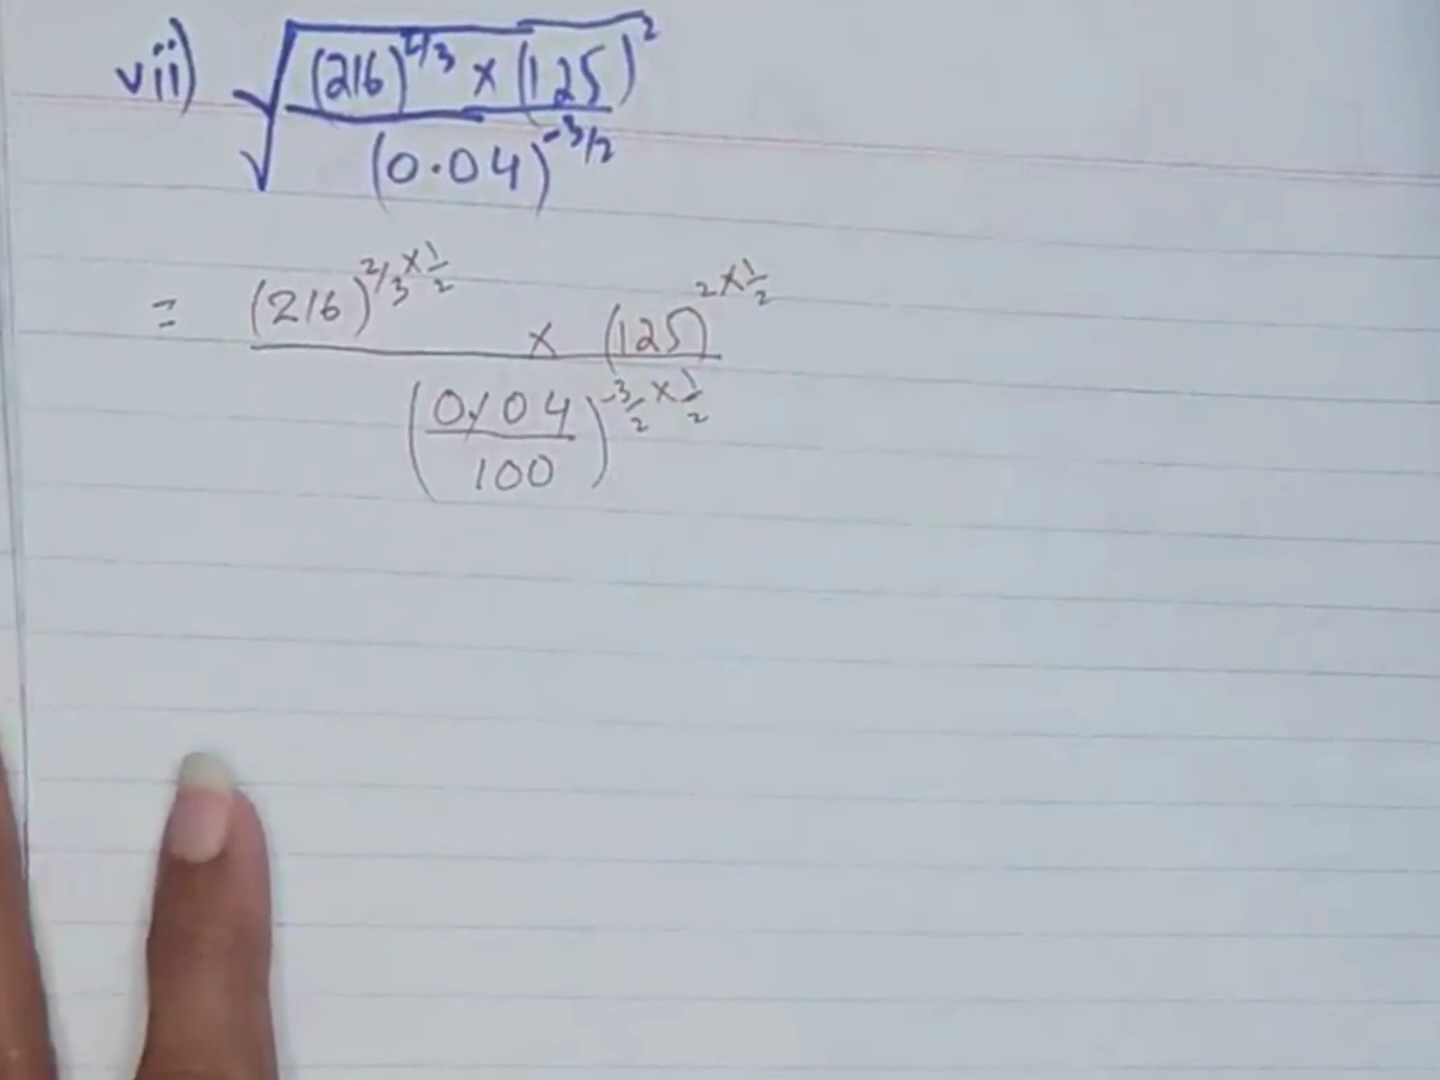 vii) √((216)^2/3 × (125)^2
(0.04)^-3/2
= (216)^2/3 × 1/2 × (125)^2 × 1/2
(0.04
100)^-3/2 × 1/2